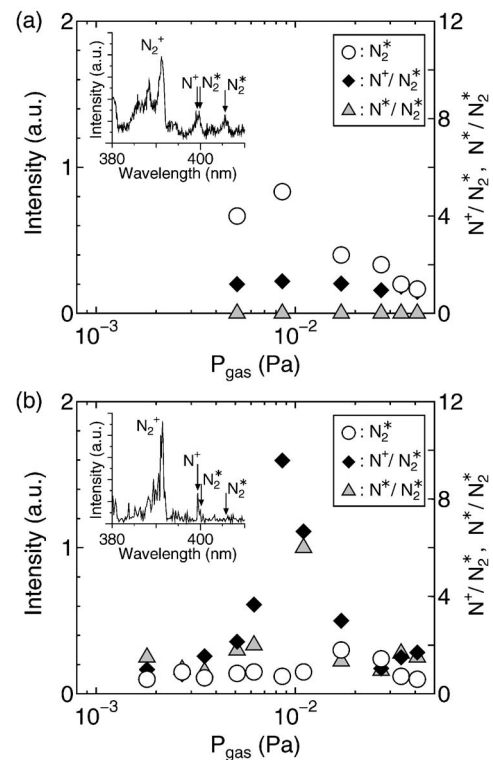 (a)
2
1
0
Intensity (a.u.)
N₂⁺
N⁺ N₂*
N₂*
Intensity (a.u.)
380 400
Wavelength (nm)
○: N₂*
◆: N⁺/ N₂*
▲: N*/ N₂*
12
8
4
0
N⁺/ N₂*, N*/ N₂*
10⁻³ 10⁻²
P_gas (Pa)
(b)
2
1
0
Intensity (a.u.)
N₂⁺
N⁺
N₂*
N₂*
Intensity (a.u.)
380 400
Wavelength (nm)
○: N₂*
◆: N⁺/ N₂*
▲: N*/ N₂*
12
8
4
0
N⁺/ N₂*, N*/ N₂*
10⁻³ 10⁻²
P_gas (Pa)